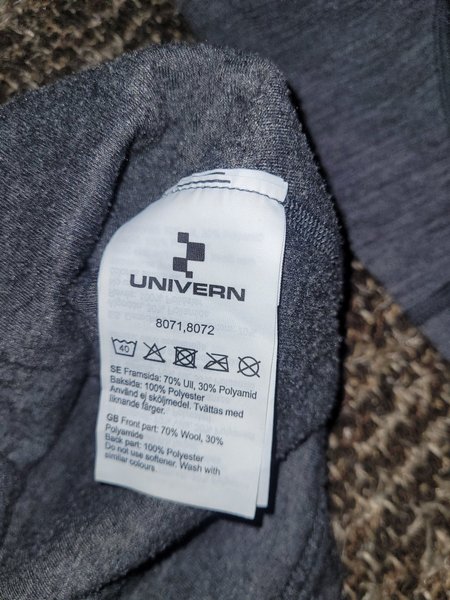 UNIVERN
8071,8072
40
SE Framsida: 70% Ull, 30% Polyamid
Baksida: 100% Polyester
Använd ej sköljmedel. Tvättas med
liknande färger.
GB Front part: 70% Wool, 30%
Polyamide
Back part: 100% Polyester
Do not use softener. Wash with
similar colours.